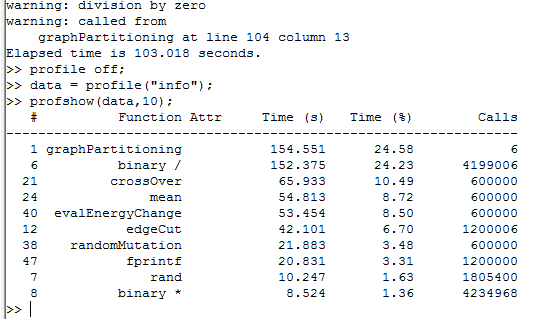 warning: division by zero
warning: called from
    graphPartitioning at line 104 column 13
Elapsed time is 103.018 seconds.
>> profile off;
>> data = profile("info");
>> profshow(data,10);
   #           Function Attr     Time (s)   Time (%)        Calls
----------------------------------------------------------------
   1 graphPartitioning            154.551      24.58            6
   6          binary /            152.375      24.23      4199006
  21         crossOver             65.933      10.49       600000
  24              mean             54.813       8.72       600000
  40  evalEnergyChange             53.454       8.50       600000
  12           edgeCut             42.101       6.70      1200006
  38    randomMutation             21.883       3.48       600000
  47           fprintf             20.831       3.31      1200000
   7              rand             10.247       1.63      1805400
   8          binary *              8.524       1.36      4234968
>>